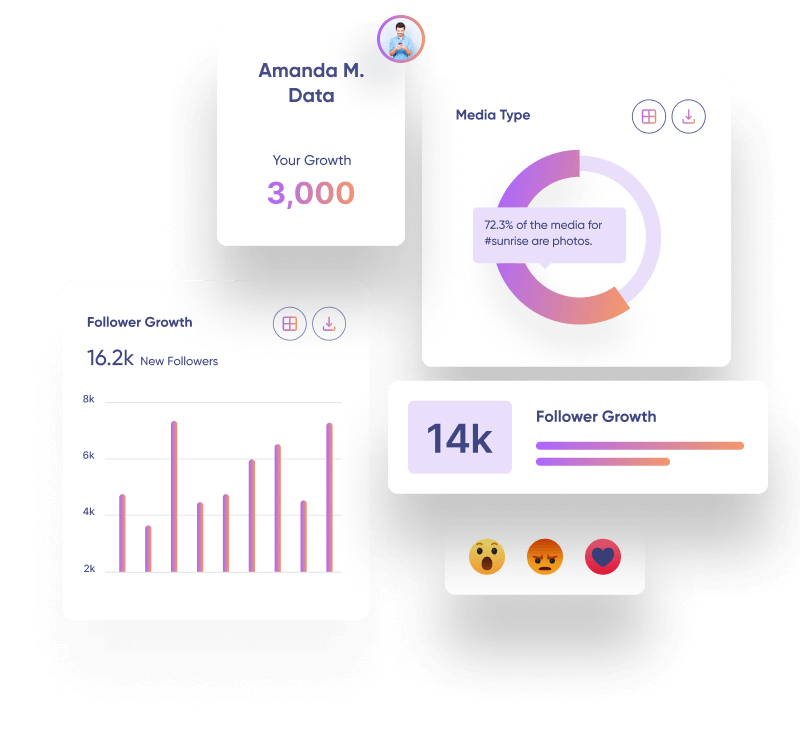 Amanda M.
Data
Your Growth
3,000
Media Type
72.3% of the media for
#sunrise are photos.
Follower Growth
16.2k New Followers
8k
6k
4k
2k
14k
Follower Growth